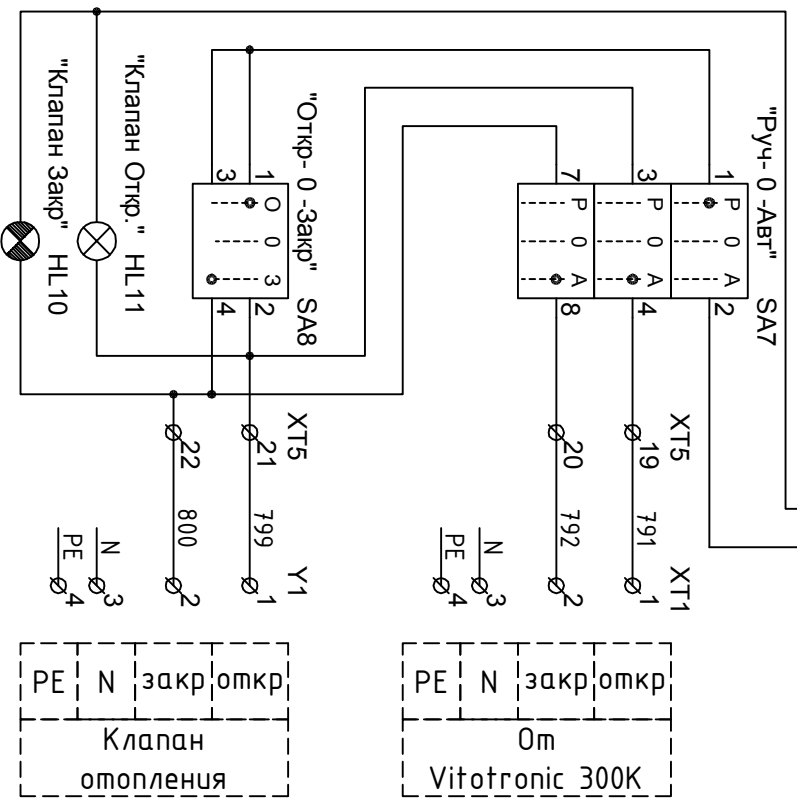 "Руч- 0 -Авт" SA7
1 Р 0 А 2
3 Р 0 А 4
7 Р 0 А 8
"Откр- 0 -Закр" SA8
1 О 0 З 2
3 4
"Клапан Откр." HL11
"Клапан Закр" HL10
XT5
19 791 1 XT1
20 792 2
N 3
PE 4
XT5
21 799 1 Y1
22 800 2
N 3
PE 4
PE N закр откр
От
Vitotronic 300K
PE N закр откр
Клапан
отопления